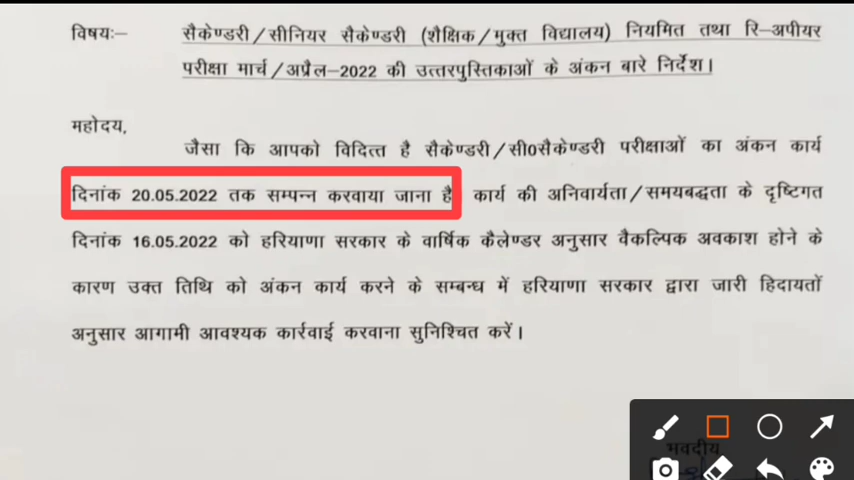 विषयः– सैकेण्डरी/सीनियर सैकेण्डरी (शैक्षिक/मुक्त विद्यालय) नियमित तथा रि–अपीयर
परीक्षा मार्च/अप्रैल–2022 की उत्तरपुस्तिकाओं के अंकन बारे निर्देश।
महोदय,
जैसा कि आपको विदित्त है सैकेण्डरी/सी0सैकेण्डरी परीक्षाओं का अंकन कार्य
दिनांक 20.05.2022 तक सम्पन्न करवाया जाना है कार्य की अनिवार्यता/समयबद्धता के दृष्टिगत
दिनांक 16.05.2022 को हरियाणा सरकार के वार्षिक कैलेण्डर अनुसार वैकल्पिक अवकाश होने के
कारण उक्त तिथि को अंकन कार्य करने के सम्बन्ध में हरियाणा सरकार द्वारा जारी हिदायतों
अनुसार आगामी आवश्यक कार्रवाई करवाना सुनिश्चित करें।
भवदीय